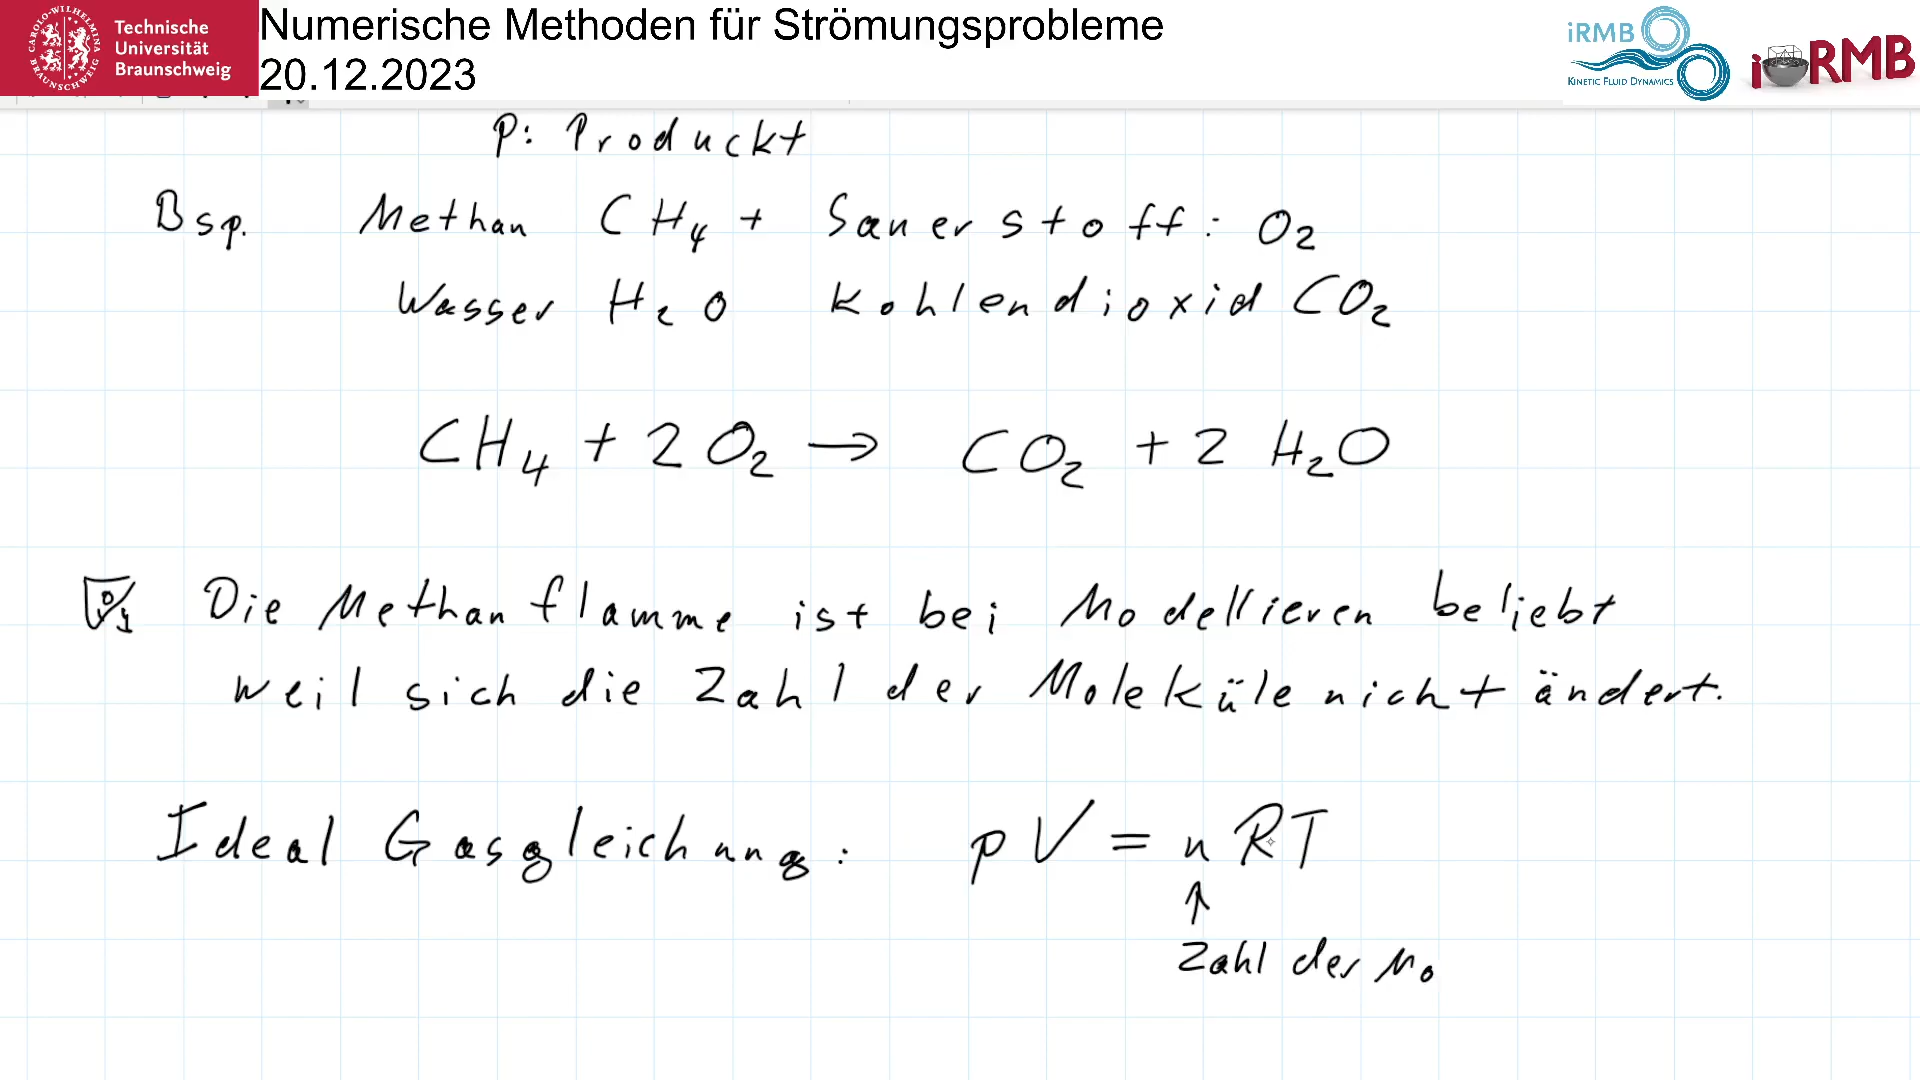 Technische
Universität
Braunschweig
Numerische Methoden für Strömungsprobleme
20.12.2023
iRMB
KINETIC FLUID DYNAMICS
iRMB
P: Produckt
Bsp. Methan CH₄ + Sauerstoff: O₂
Wasser H₂O Kohlendioxid CO₂
CH₄ + 2 O₂ → CO₂ + 2 H₂O
Die Methanflamme ist bei Modellieren beliebt
weil sich die Zahl der Moleküle nicht ändert.
Ideal Gasgleichung: pV = nRT
↑
Zahl der Mo